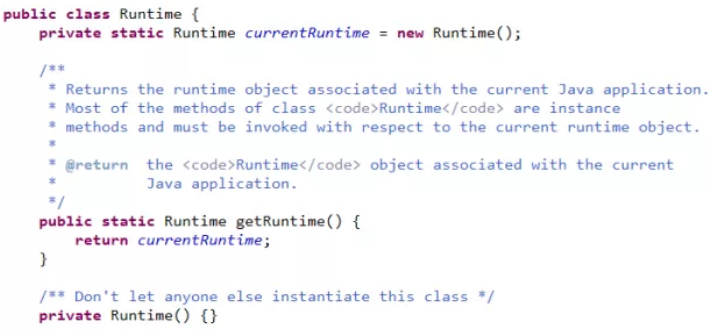 public class Runtime {
    private static Runtime currentRuntime = new Runtime();

    /**
     * Returns the runtime object associated with the current Java application.
     * Most of the methods of class <code>Runtime</code> are instance
     * methods and must be invoked with respect to the current runtime object.
     *
     * @return  the <code>Runtime</code> object associated with the current
     *          Java application.
     */
    public static Runtime getRuntime() {
        return currentRuntime;
    }

    /** Don't let anyone else instantiate this class */
    private Runtime() {}